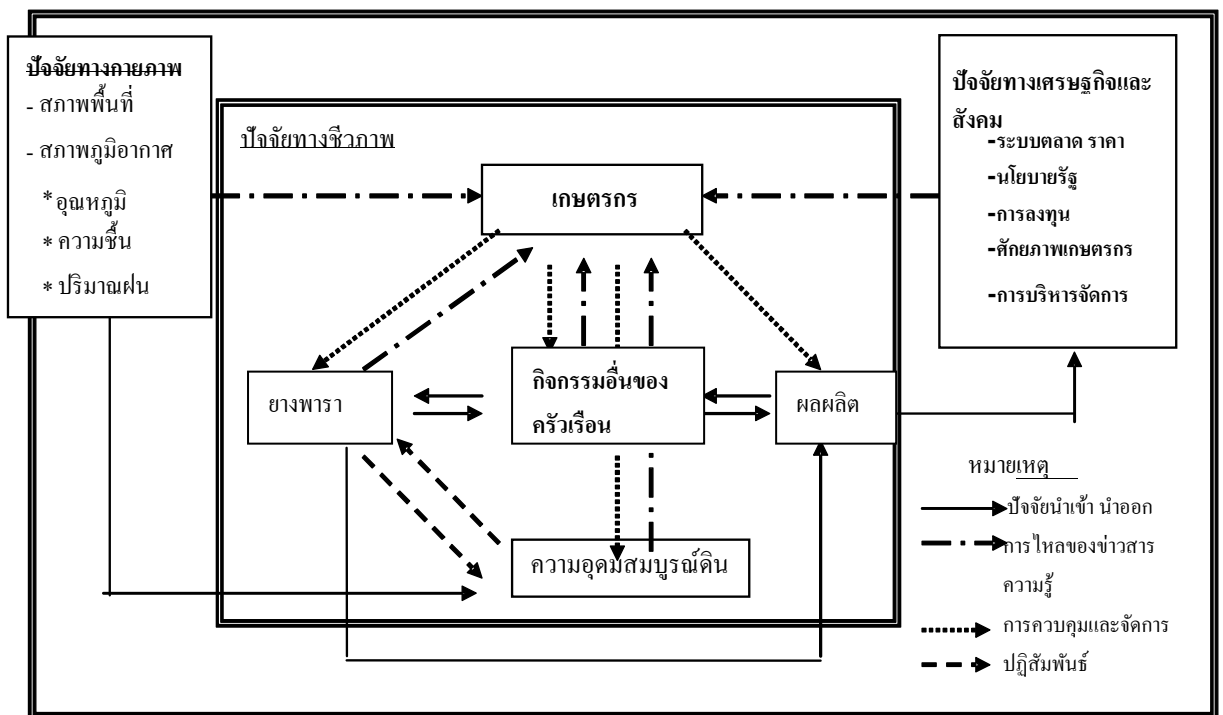 ปัจจัยทางกายภาพ
- สภาพพื้นที่
- สภาพภูมิอากาศ
*อุณหภูมิ
* ความชื้น
* ปริมาณฝน
ปัจจัยทางชีวภาพ
เกษตรกร
ยางพารา
กิจกรรมอื่นของ
ครัวเรือน
ผลผลิต
ความอุดมสมบูรณ์ดิน
ปัจจัยทางเศรษฐกิจและ
สังคม
-ระบบตลาด ราคา
-นโยบายรัฐ
-การลงทุน
-ศักยภาพเกษตรกร
-การบริหารจัดการ
หมายเหตุ
ปัจจัยนำเข้า นำออก
การไหลของข่าวสาร
ความรู้
การควบคุมและจัดการ
ปฏิสัมพันธ์